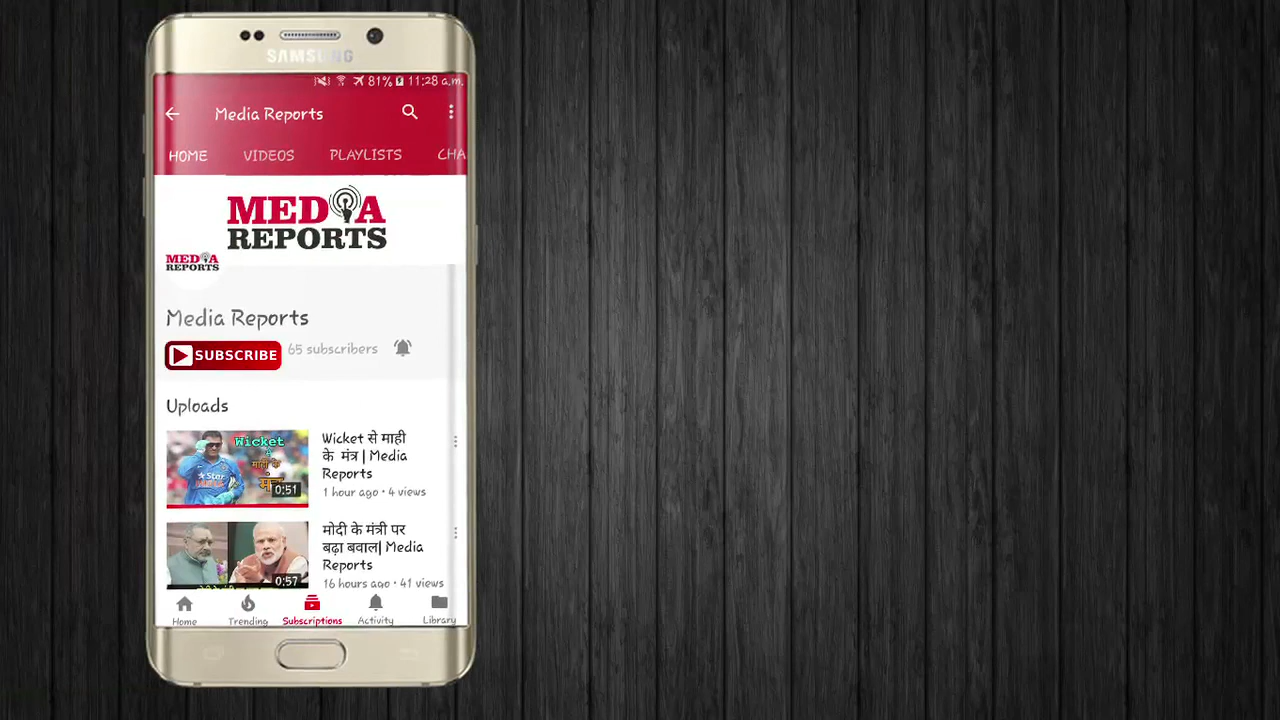 SAMSUNG
81% 11:28 a.m.
Media Reports
HOME VIDEOS PLAYLISTS CHA
MEDIA
REPORTS
MEDIA
REPORTS
Media Reports
SUBSCRIBE 65 subscribers
Uploads
Wicket
से
माही के
मंत्र
0:51
Wicket से माही
के मंत्र | Media
Reports
1 hour ago • 4 views
0:57
मोदी के मंत्री पर
बढ़ा बवाल| Media
Reports
16 hours ago • 41 views
Home Trending Subscriptions Activity Library